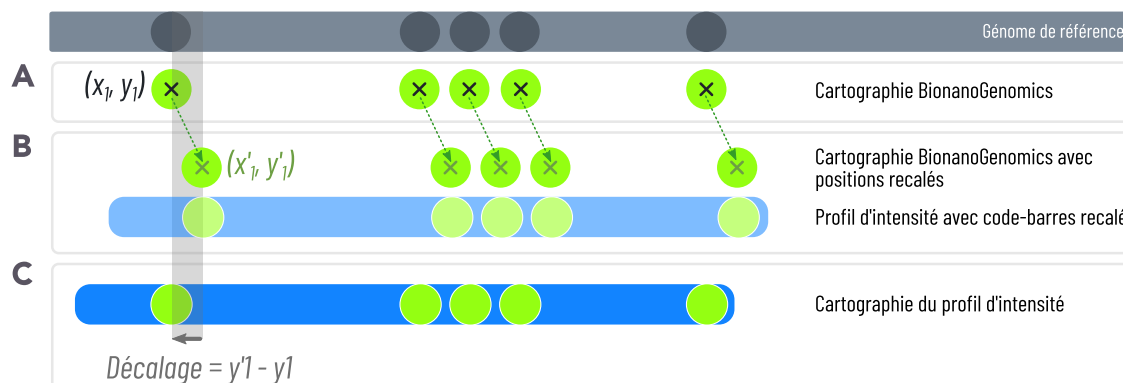 Génome de référence
A
(x1, y1)
Cartographie BionanoGenomics
B
(x'1, y'1)
Cartographie BionanoGenomics avec
positions recalés
Profil d'intensité avec code-barres recalé
C
Cartographie du profil d'intensité
Décalage = y'1 - y1